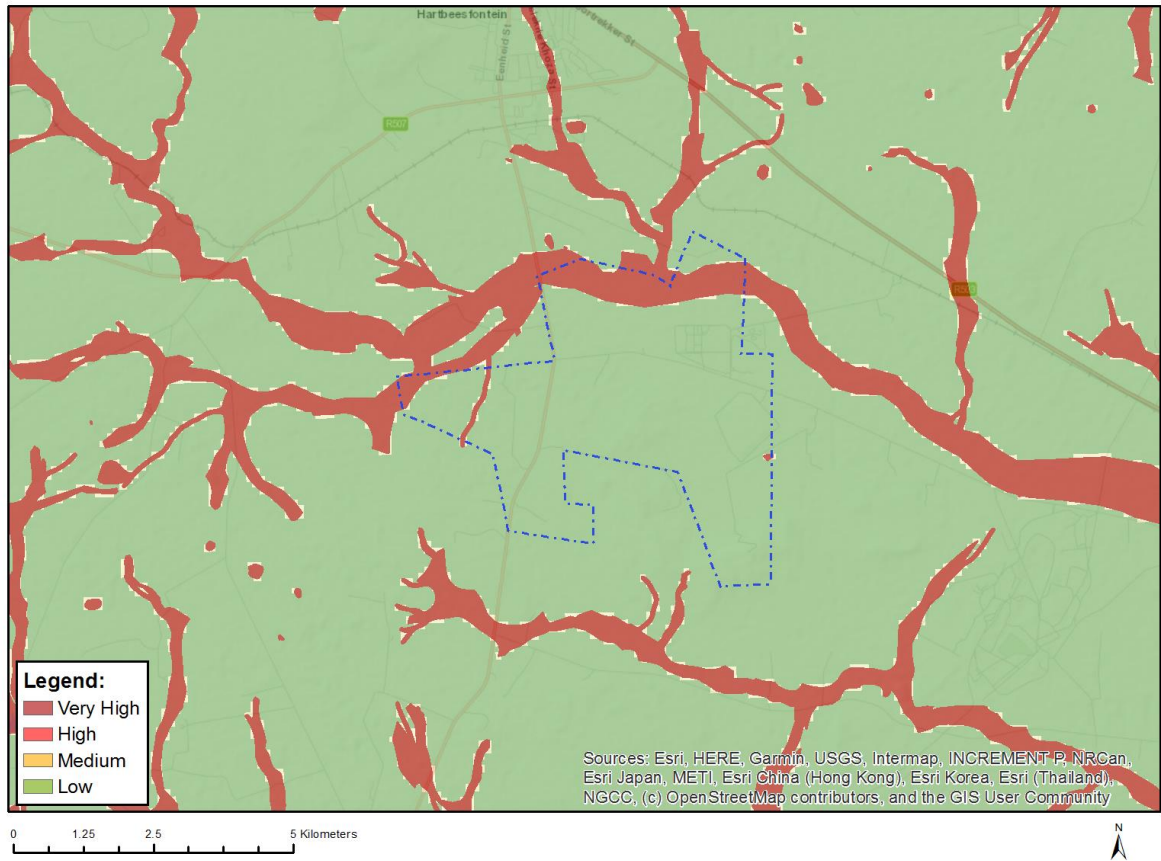 Hartbeesfontein
Eenheid St
R507
Legend:
Very High
High
Medium
Low
Sources: Esri, HERE, Garmin, USGS, Intermap, INCREMENT P, NRCan,
Esri Japan, METI, Esri China (Hong Kong), Esri Korea, Esri (Thailand),
NGCC, (c) OpenStreetMap contributors, and the GIS User Community
0 1.25 2.5 5 Kilometers
N